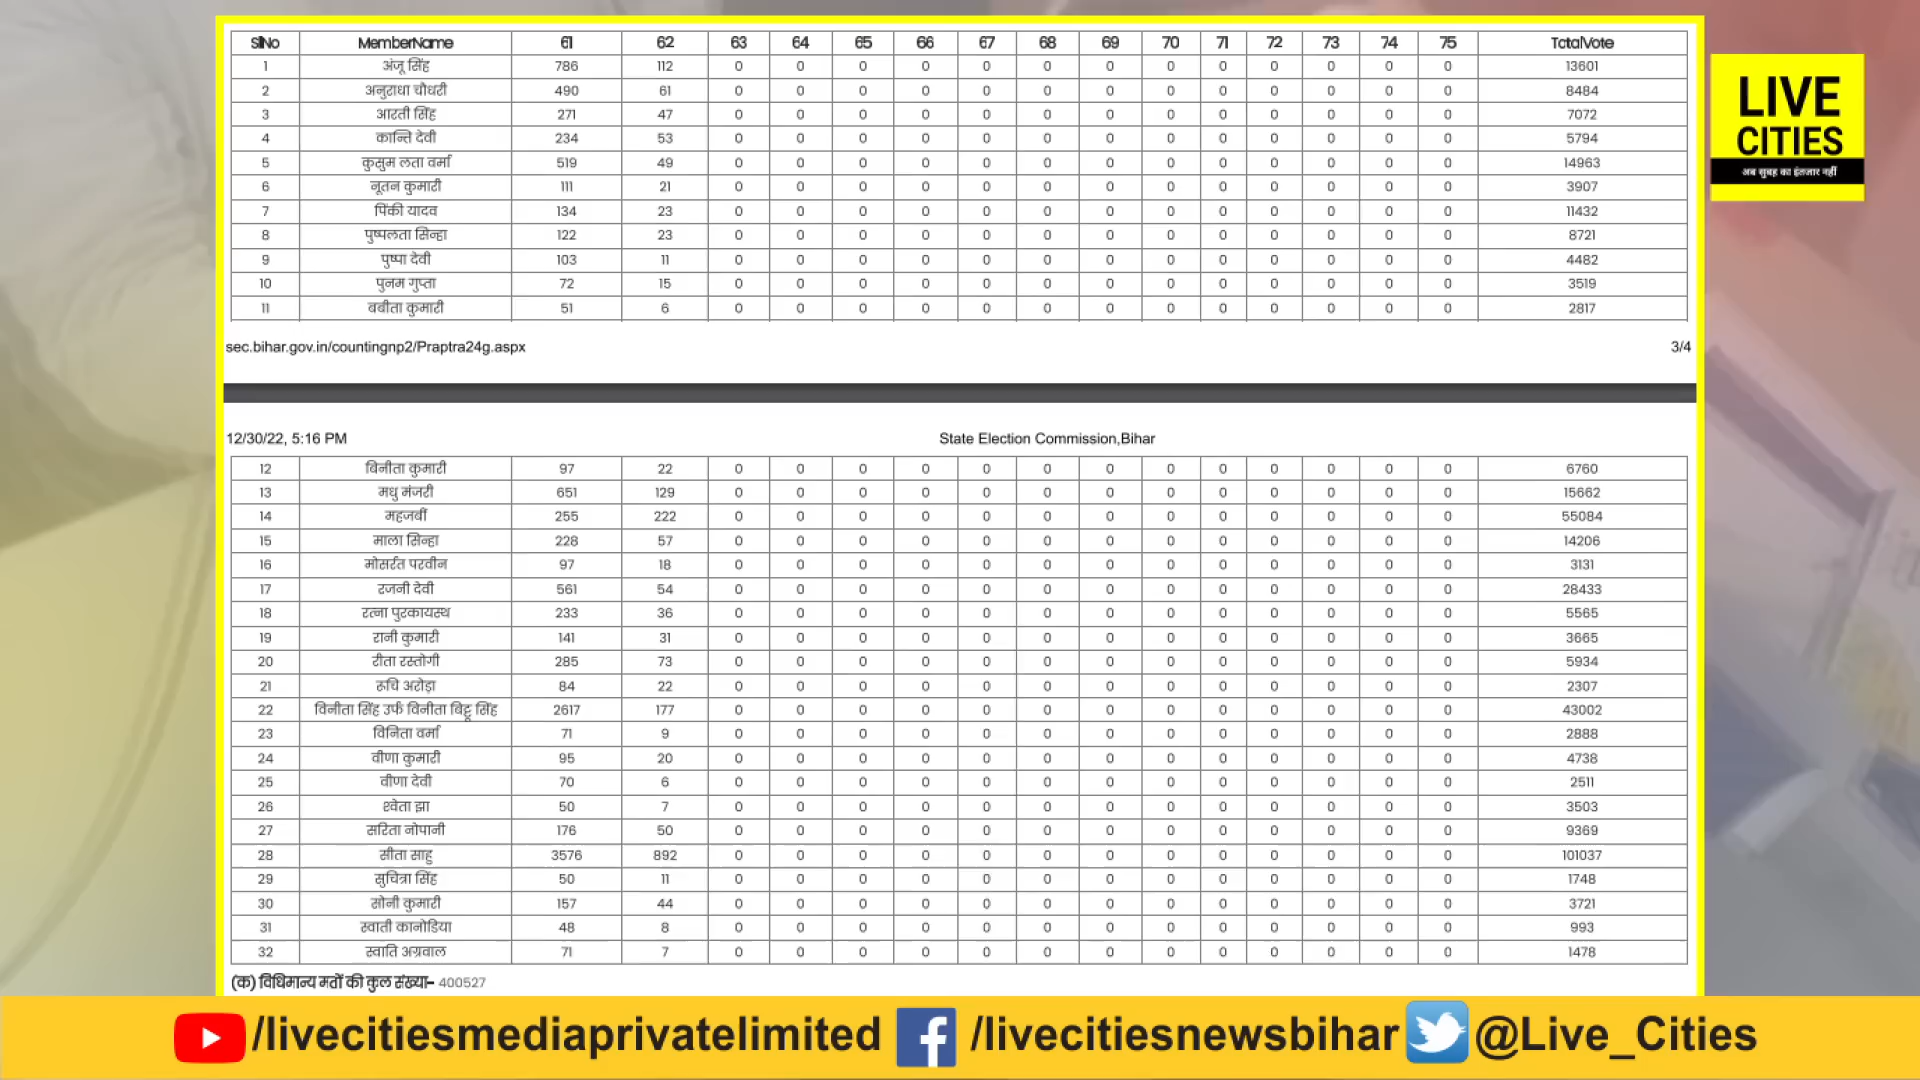 SlNo MemberName 61 62 63 64 65 66 67 68 69 70 71 72 73 74 75 TotalVote
1 अंजू सिंह 786 112 0 0 0 0 0 0 0 0 0 0 0 0 0 13601
2 अनुराधा चौधरी 490 61 0 0 0 0 0 0 0 0 0 0 0 0 0 8484
3 आरती सिंह 271 47 0 0 0 0 0 0 0 0 0 0 0 0 0 7072
4 कान्ति देवी 234 53 0 0 0 0 0 0 0 0 0 0 0 0 0 5794
5 कुसुम लता वर्मा 519 49 0 0 0 0 0 0 0 0 0 0 0 0 0 14963
6 नूतन कुमारी 111 21 0 0 0 0 0 0 0 0 0 0 0 0 0 3907
7 पिंकी यादव 134 23 0 0 0 0 0 0 0 0 0 0 0 0 0 11432
8 पुष्पलता सिन्हा 122 23 0 0 0 0 0 0 0 0 0 0 0 0 0 8721
9 पुष्पा देवी 103 11 0 0 0 0 0 0 0 0 0 0 0 0 0 4482
10 पुनम गुप्ता 72 15 0 0 0 0 0 0 0 0 0 0 0 0 0 3519
11 बबीता कुमारी 51 6 0 0 0 0 0 0 0 0 0 0 0 0 0 2817
sec.bihar.gov.in/countingnp2/Praptra24g.aspx 3/4
12/30/22, 5:16 PM State Election Commission,Bihar
12 बिनीता कुमारी 97 22 0 0 0 0 0 0 0 0 0 0 0 0 0 6760
13 मधु मंजरी 651 129 0 0 0 0 0 0 0 0 0 0 0 0 0 15662
14 महजबीं 255 222 0 0 0 0 0 0 0 0 0 0 0 0 0 55084
15 माला सिन्हा 228 57 0 0 0 0 0 0 0 0 0 0 0 0 0 14206
16 मोसर्रत परवीन 97 18 0 0 0 0 0 0 0 0 0 0 0 0 0 3131
17 रजनी देवी 561 54 0 0 0 0 0 0 0 0 0 0 0 0 0 28433
18 रत्ना पुरकायस्थ 233 36 0 0 0 0 0 0 0 0 0 0 0 0 0 5565
19 रानी कुमारी 141 31 0 0 0 0 0 0 0 0 0 0 0 0 0 3665
20 रीता रस्तोगी 285 73 0 0 0 0 0 0 0 0 0 0 0 0 0 5934
21 रूचि अरोड़ा 84 22 0 0 0 0 0 0 0 0 0 0 0 0 0 2307
22 विनीता सिंह उर्फ विनीता बिट्टू सिंह 2617 177 0 0 0 0 0 0 0 0 0 0 0 0 0 43002
23 विनिता वर्मा 71 9 0 0 0 0 0 0 0 0 0 0 0 0 0 2888
24 वीणा कुमारी 95 20 0 0 0 0 0 0 0 0 0 0 0 0 0 4738
25 वीणा देवी 70 6 0 0 0 0 0 0 0 0 0 0 0 0 0 2511
26 श्वेता झा 50 7 0 0 0 0 0 0 0 0 0 0 0 0 0 3503
27 सरिता नोपानी 176 50 0 0 0 0 0 0 0 0 0 0 0 0 0 9369
28 सीता साहु 3576 892 0 0 0 0 0 0 0 0 0 0 0 0 0 101037
29 सुचित्रा सिंह 50 11 0 0 0 0 0 0 0 0 0 0 0 0 0 1748
30 सोनी कुमारी 157 44 0 0 0 0 0 0 0 0 0 0 0 0 0 3721
31 स्वाती कानोडिया 48 8 0 0 0 0 0 0 0 0 0 0 0 0 0 993
32 स्वाति अग्रवाल 71 7 0 0 0 0 0 0 0 0 0 0 0 0 0 1478
(क) विधिमान्य मतों की कुल संख्या- 400527
LIVE
CITIES
अब सुबह का इंतजार नहीं
/livecitiesmediaprivatelimited /livecitiesnewsbihar @Live_Cities